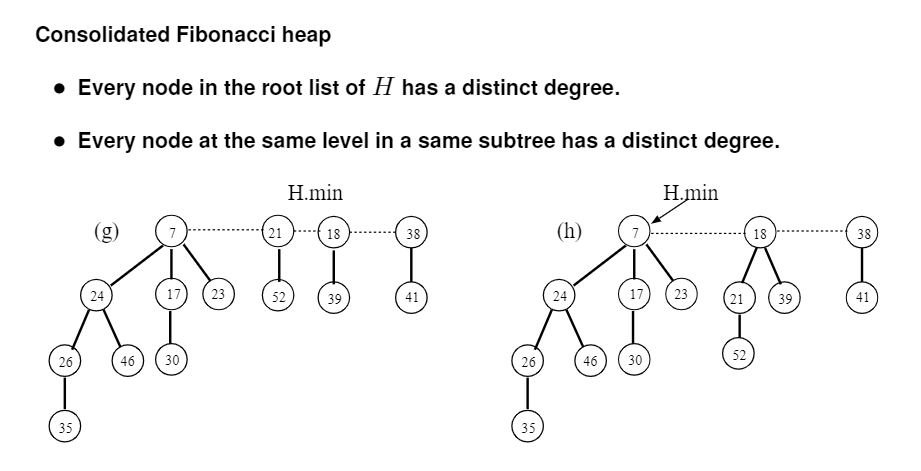 Consolidated Fibonacci heap
● Every node in the root list of H has a distinct degree.
● Every node at the same level in a same subtree has a distinct degree.
H.min
(g)
7 21 18 38
24 17 23 52 39 41
26 46 30
35
H.min
(h)
7 18 38
24 17 23 21 39 41
26 46 30 52
35